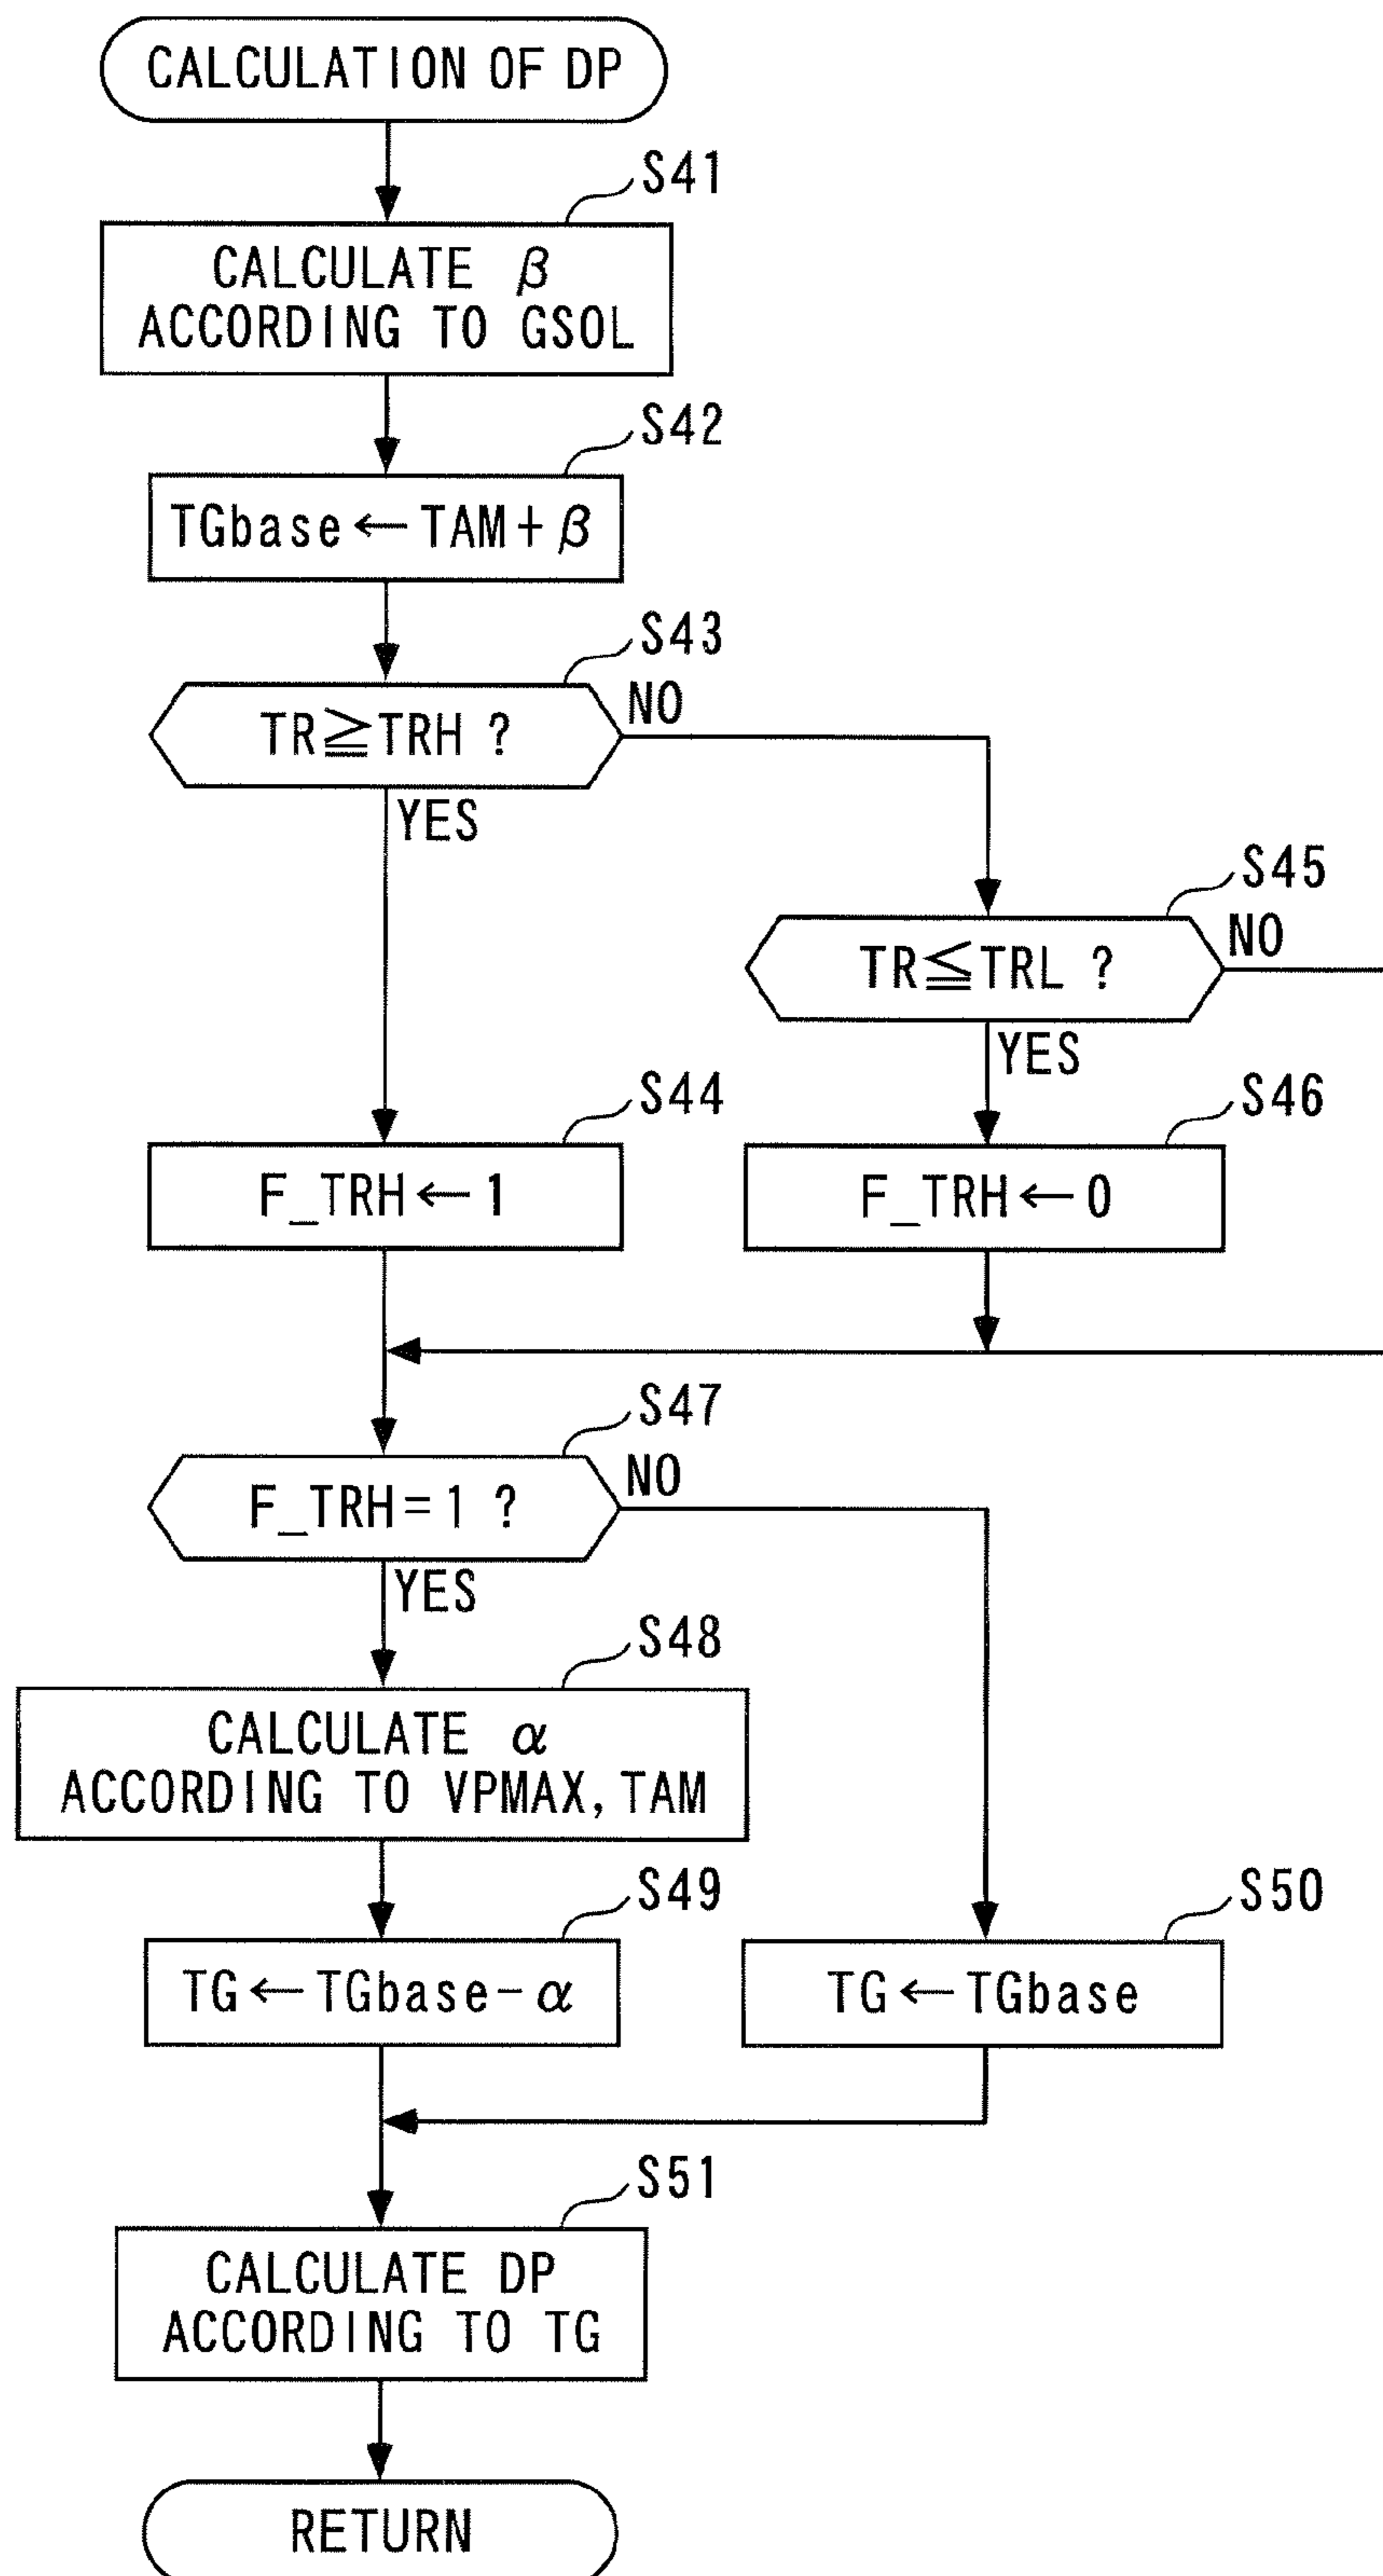 CALCULATION OF DP
S41
CALCULATE β
ACCORDING TO GSOL
S42
TGbase←TAM+β
S43
TR≧TRH ?
NO
YES
S45
TR≦TRL ?
NO
YES
S44
F_TRH←1
S46
F_TRH←0
S47
F_TRH=1 ?
NO
YES
S48
CALCULATE α
ACCORDING TO VPMAX, TAM
S49
TG←TGbase-α
S50
TG←TGbase
S51
CALCULATE DP
ACCORDING TO TG
RETURN